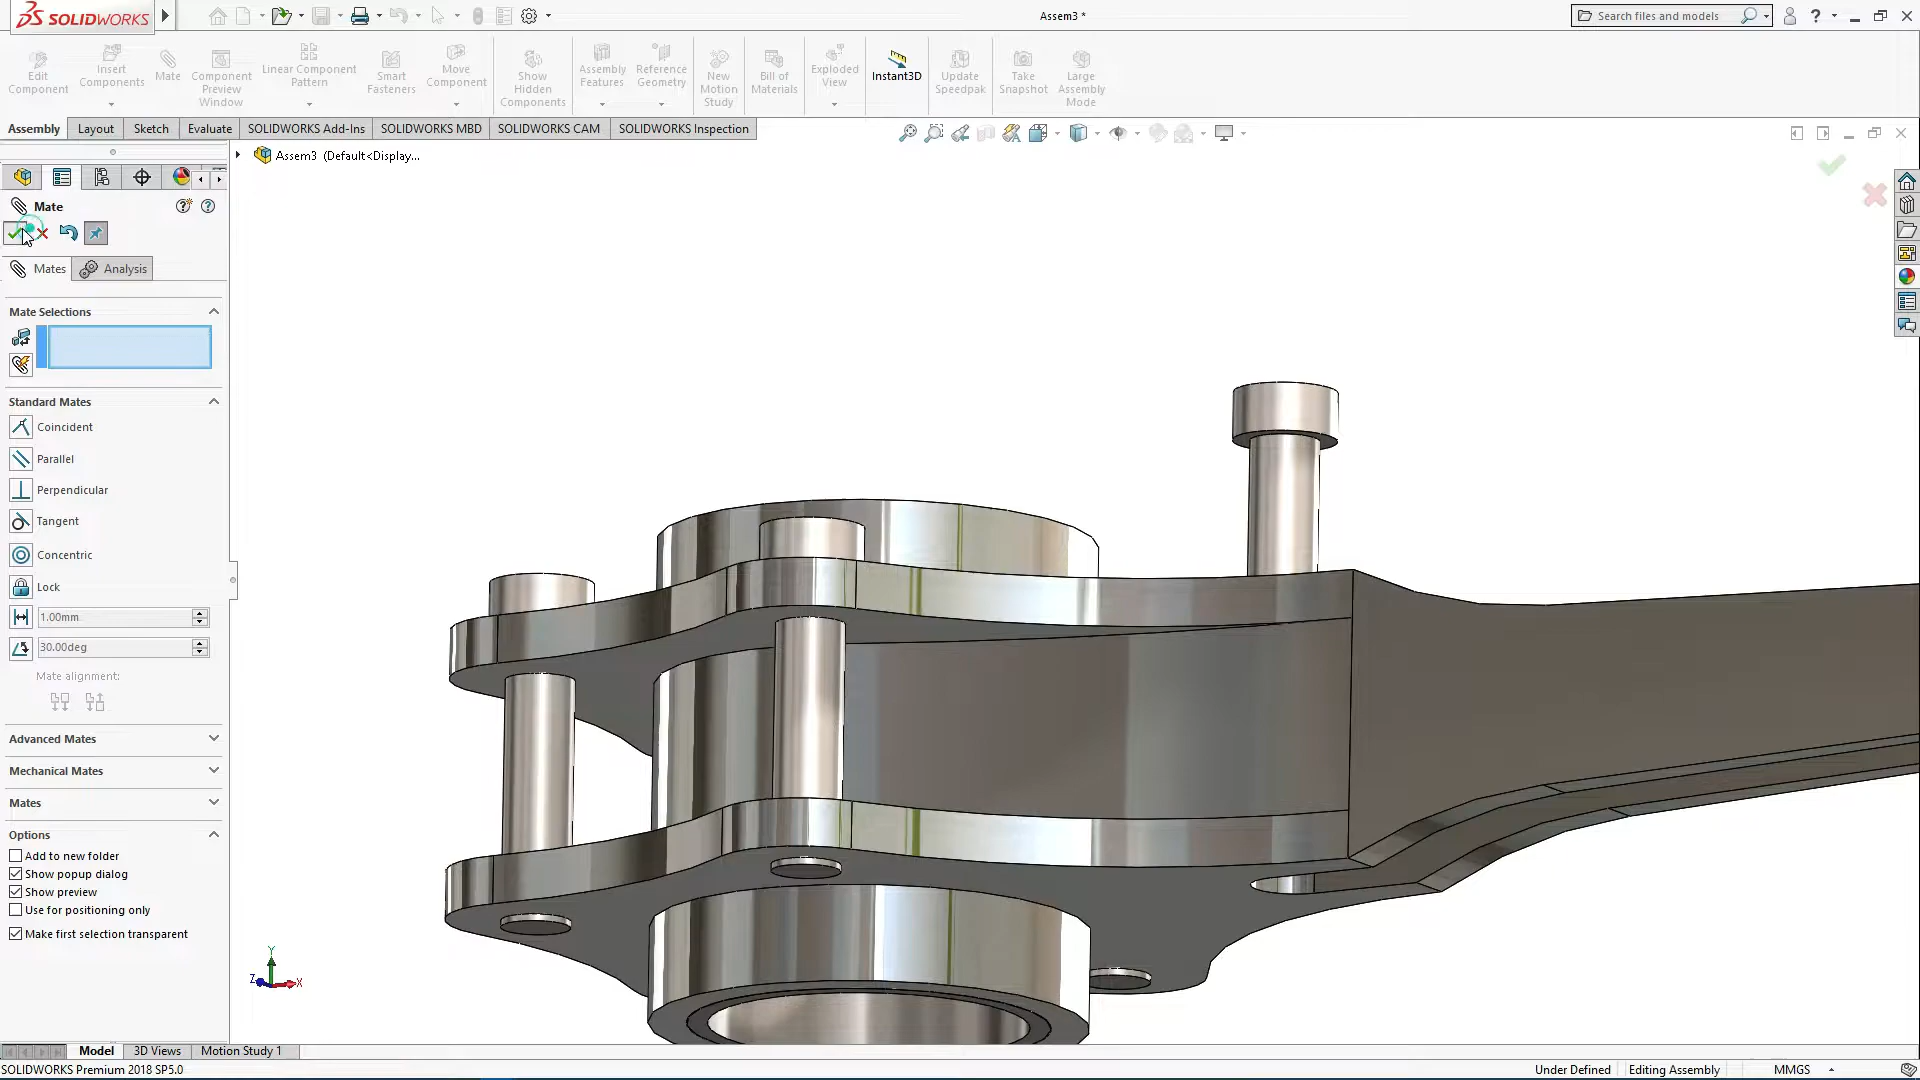 SOLIDWORKS
Assem3 *
Search files and models
Edit Component
Insert Components
Mate
Component Preview Window
Linear Component Pattern
Smart Fasteners
Move Component
Show Hidden Components
Assembly Features
Reference Geometry
New Motion Study
Bill of Materials
Exploded View
Instant3D
Update Speedpak
Take Snapshot
Large Assembly Mode
Assembly
Layout
Sketch
Evaluate
SOLIDWORKS Add-Ins
SOLIDWORKS MBD
SOLIDWORKS CAM
SOLIDWORKS Inspection
Assem3 (Default<Display...
Mate
Mates
Analysis
Mate Selections
Standard Mates
Coincident
Parallel
Perpendicular
Tangent
Concentric
Lock
1.00mm
30.00deg
Mate alignment:
Advanced Mates
Mechanical Mates
Mates
Options
Add to new folder
Show popup dialog
Show preview
Use for positioning only
Make first selection transparent
Y
Z
X
Model
3D Views
Motion Study 1
SOLIDWORKS Premium 2018 SP5.0
Under Defined
Editing Assembly
MMGS